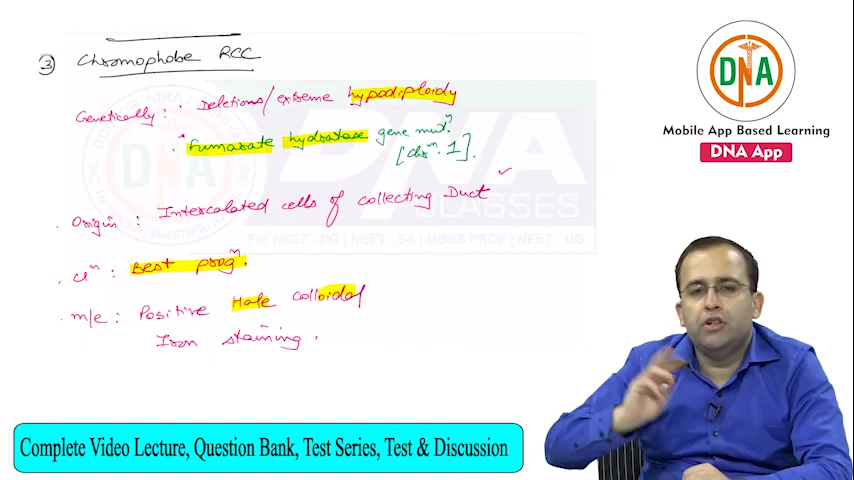 ③ Chromophobe RCC
DNA
Mobile App Based Learning
DNA App
Genetically : · Deletions/extreme hypodiploidy
· Fumarate hydratase gene mutⁿ.
[Chrᵐ. 1].
DNA
CLASSES
For NEET - PG | NEET - SS | MBBS PROF | NEET - UG
· Origin : Intercalated cells of collecting Duct ✓
· Best progⁿ.
· m/e : Positive Hale colloidal
Iron staining .
Complete Video Lecture, Question Bank, Test Series, Test & Discussion